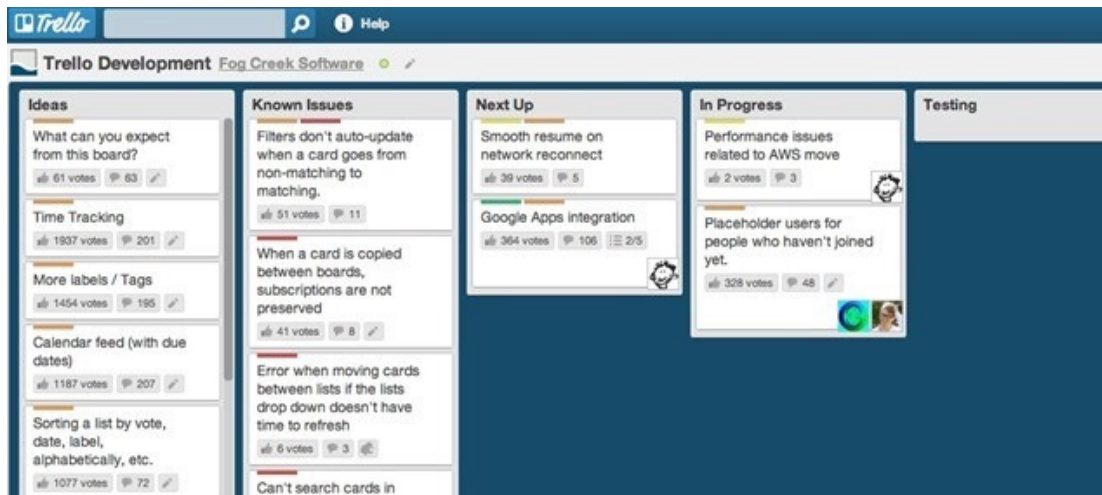 Trello
Help
Trello Development Fog Creek Software
Ideas
What can you expect
from this board?
61 votes 63
Time Tracking
1937 votes 201
More labels / Tags
1454 votes 195
Calendar feed (with due
dates)
1187 votes 207
Sorting a list by vote,
date, label,
alphabetically, etc.
1077 votes 72
Known Issues
Filters don't auto-update
when a card goes from
non-matching to
matching.
51 votes 11
When a card is copied
between boards,
subscriptions are not
preserved
41 votes 8
Error when moving cards
between lists if the lists
drop down doesn't have
time to refresh
6 votes 3
Can't search cards in
Next Up
Smooth resume on
network reconnect
39 votes 5
Google Apps integration
364 votes 106 2/5
In Progress
Performance issues
related to AWS move
2 votes 3
Placeholder users for
people who haven't joined
yet.
328 votes 48
Testing